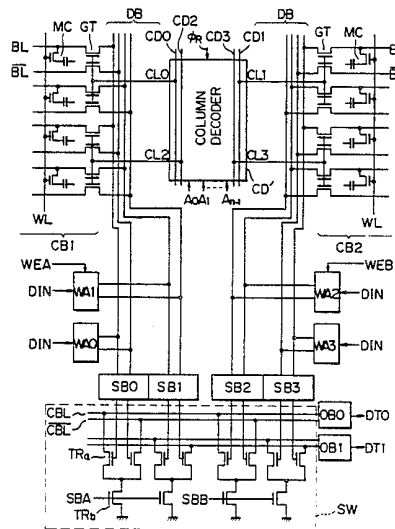 DB CD2 CD3 DB
MC GT CD0 φR CD1 GT MC
BL
B̅L̅
CL0 COLUMN DECODER CL1
CL2 CL3
CD'
A0 A1 An-1
WL WL
CB1 CB2
WEA WEB
DIN WA1 WA2 DIN
DIN WA0 WA3 DIN
SB0 SB1 SB2 SB3
CBL OB0 DT0
C̅B̅L̅
OB1 DT1
TRa
SBA SBB SW
TRb